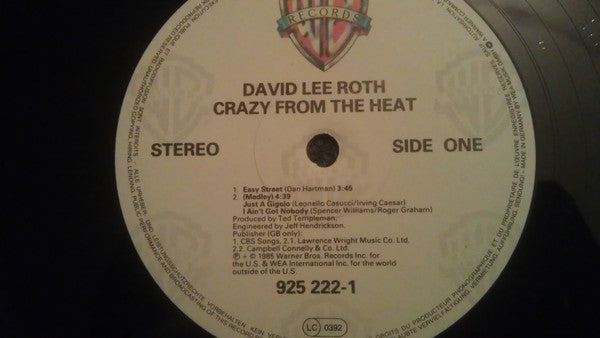 RECORDS
DAVID LEE ROTH
CRAZY FROM THE HEAT
STEREO
SIDE ONE
1. Easy Street (Dan Hartman) 3:45
2. (Medley) 4:39
Just A Gigolo (Leonello Casucci/Irving Caesar)
I Ain't Got Nobody (Spencer Williams/Roger Graham)
Produced by Ted Templeman.
Engineered by Jeff Hendrickson.
Publisher (GB only):
1. CBS Songs, 2.1. Lawrence Wright Music Co. Ltd.
2.2. Campbell Connelly & Co. Ltd.
℗ + © 1985 Warner Bros. Records Inc. for
the U.S. & WEA International Inc. for the world
outside of the U.S.
925 222-1
LC 0392
MADE IN GERMANY